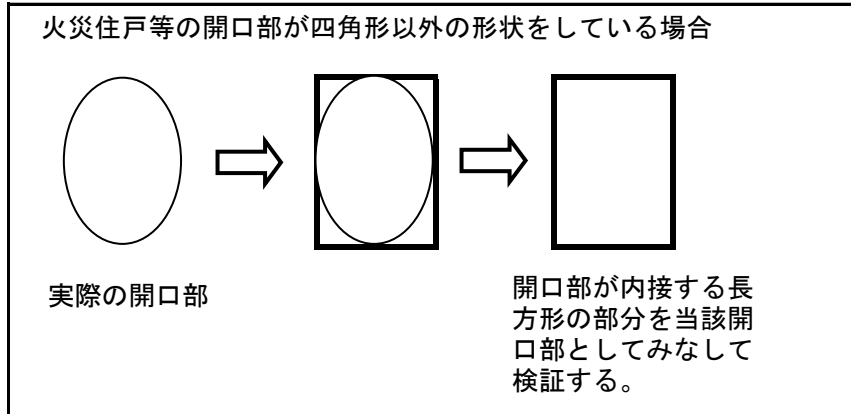 火災住戸等の開口部が四角形以外の形状をしている場合
実際の開口部
開口部が内接する長
方形の部分を当該開
口部としてみなして
検証する。